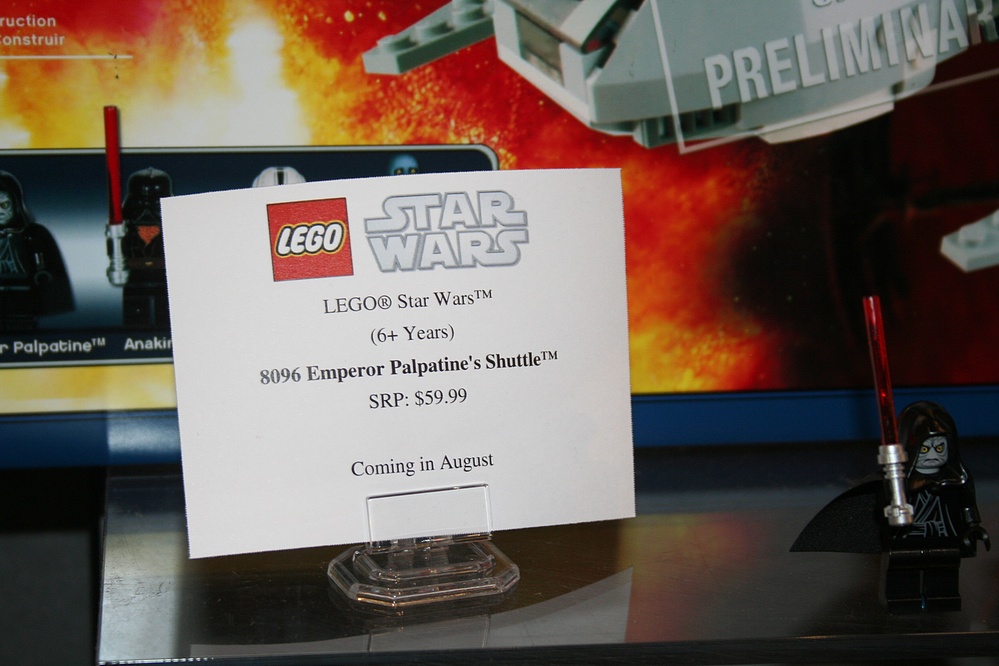 Construir
PRELIMINAR
LEGO
STAR
WARS
LEGO® Star Wars™
(6+ Years)
8096 Emperor Palpatine's Shuttle™
SRP: $59.99
Coming in August
r Palpatine™ Anakin